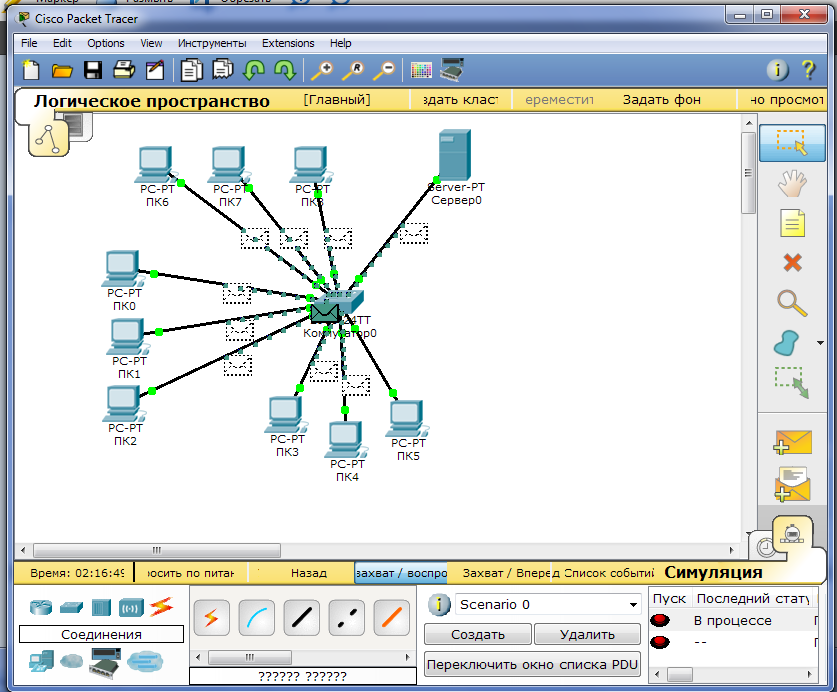 Cisco Packet Tracer
File Edit Options View Инструменты Extensions Help
Логическое пространство [Главный] здать клас Задать фон но просмот
PC-PT
ПК6
PC-PT
ПК7
PC-PT
ПК8
Server-PT
Сервер0
PC-PT
ПК0
24TT
Коммутатор0
PC-PT
ПК1
PC-PT
ПК2
PC-PT
ПК3
PC-PT
ПК4
PC-PT
ПК5
Время: 02:16:49 росить по питан Назад захват / воспро Захват / Вперед Список событий Симуляция
Соединения
?????? ??????
Scenario 0
Создать Удалить
Переключить окно списка PDU
Пуск Последний стату
В процессе
--